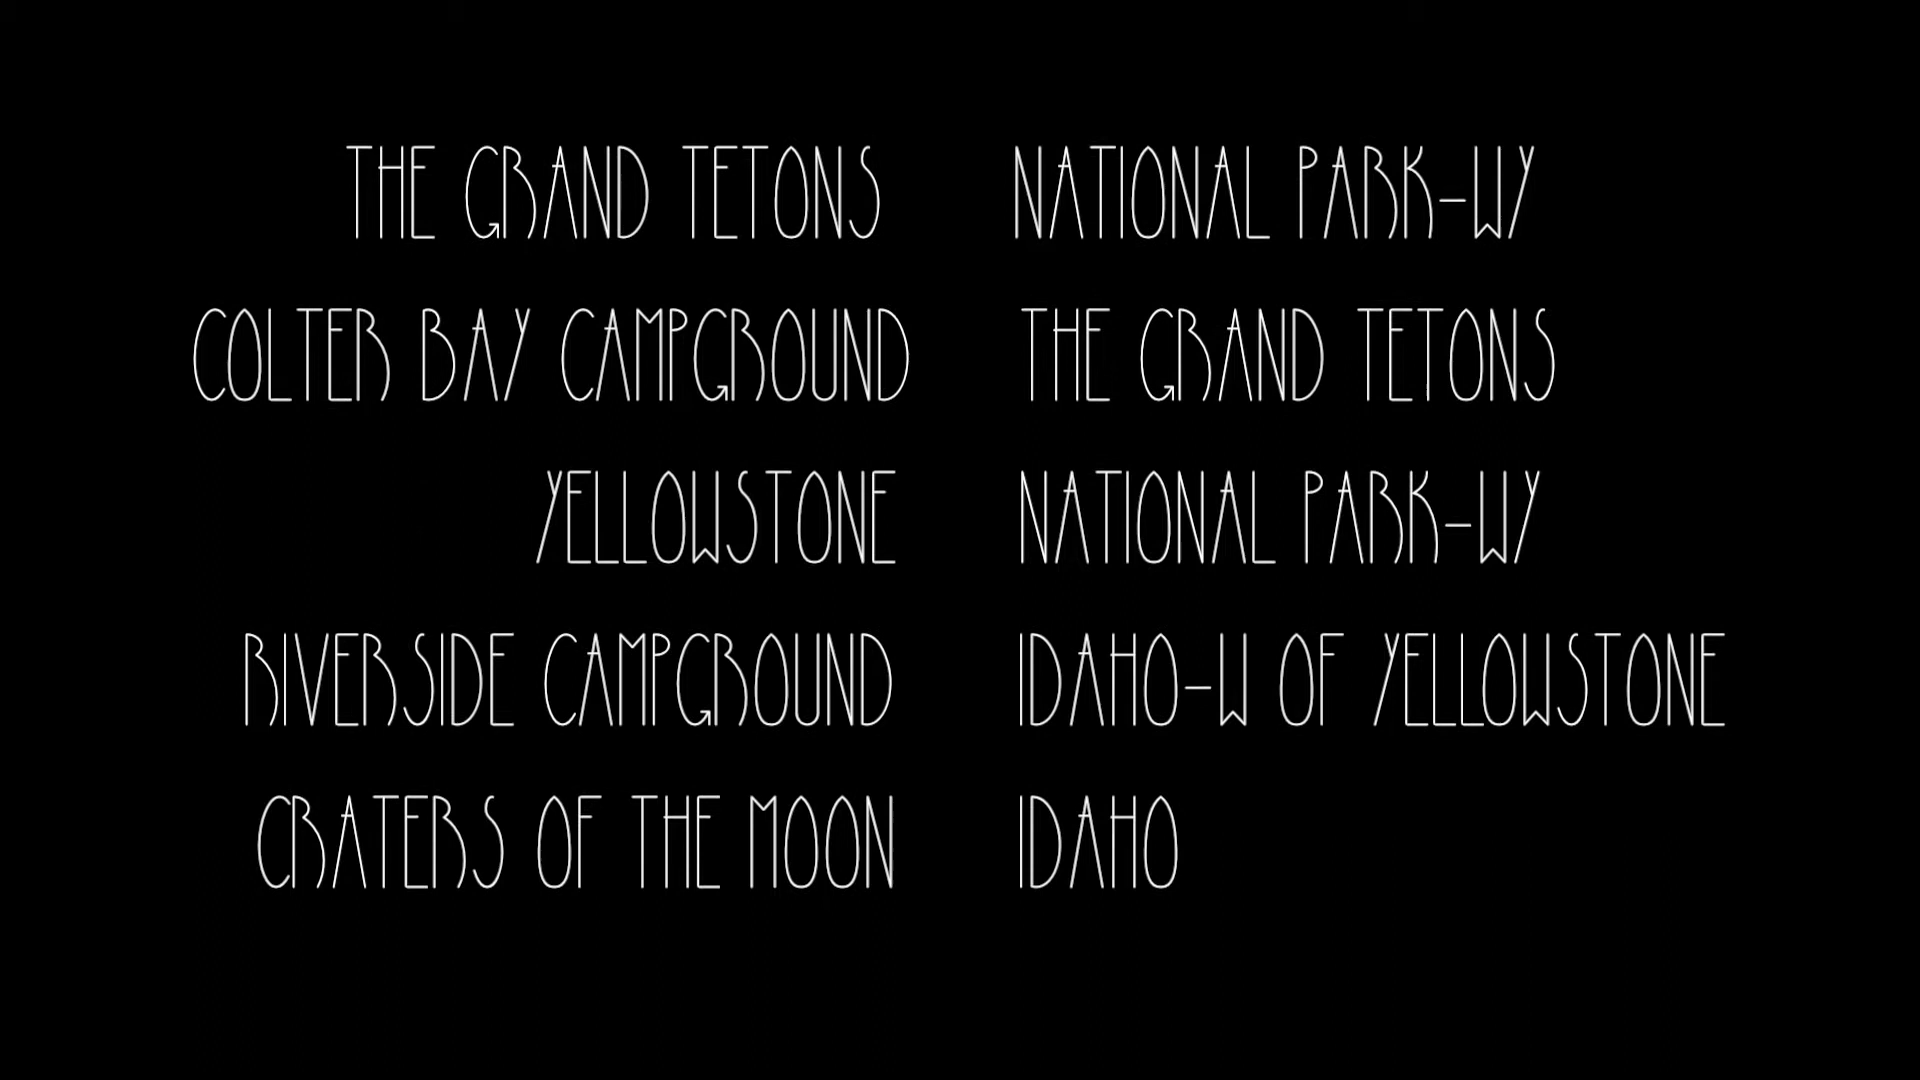 THE GRAND TETONS NATIONAL PARK-WY
COLTER BAY CAMPGROUND THE GRAND TETONS
YELLOWSTONE NATIONAL PARK-WY
RIVERSIDE CAMPGROUND IDAHO-W OF YELLOWSTONE
CRATERS OF THE MOON IDAHO